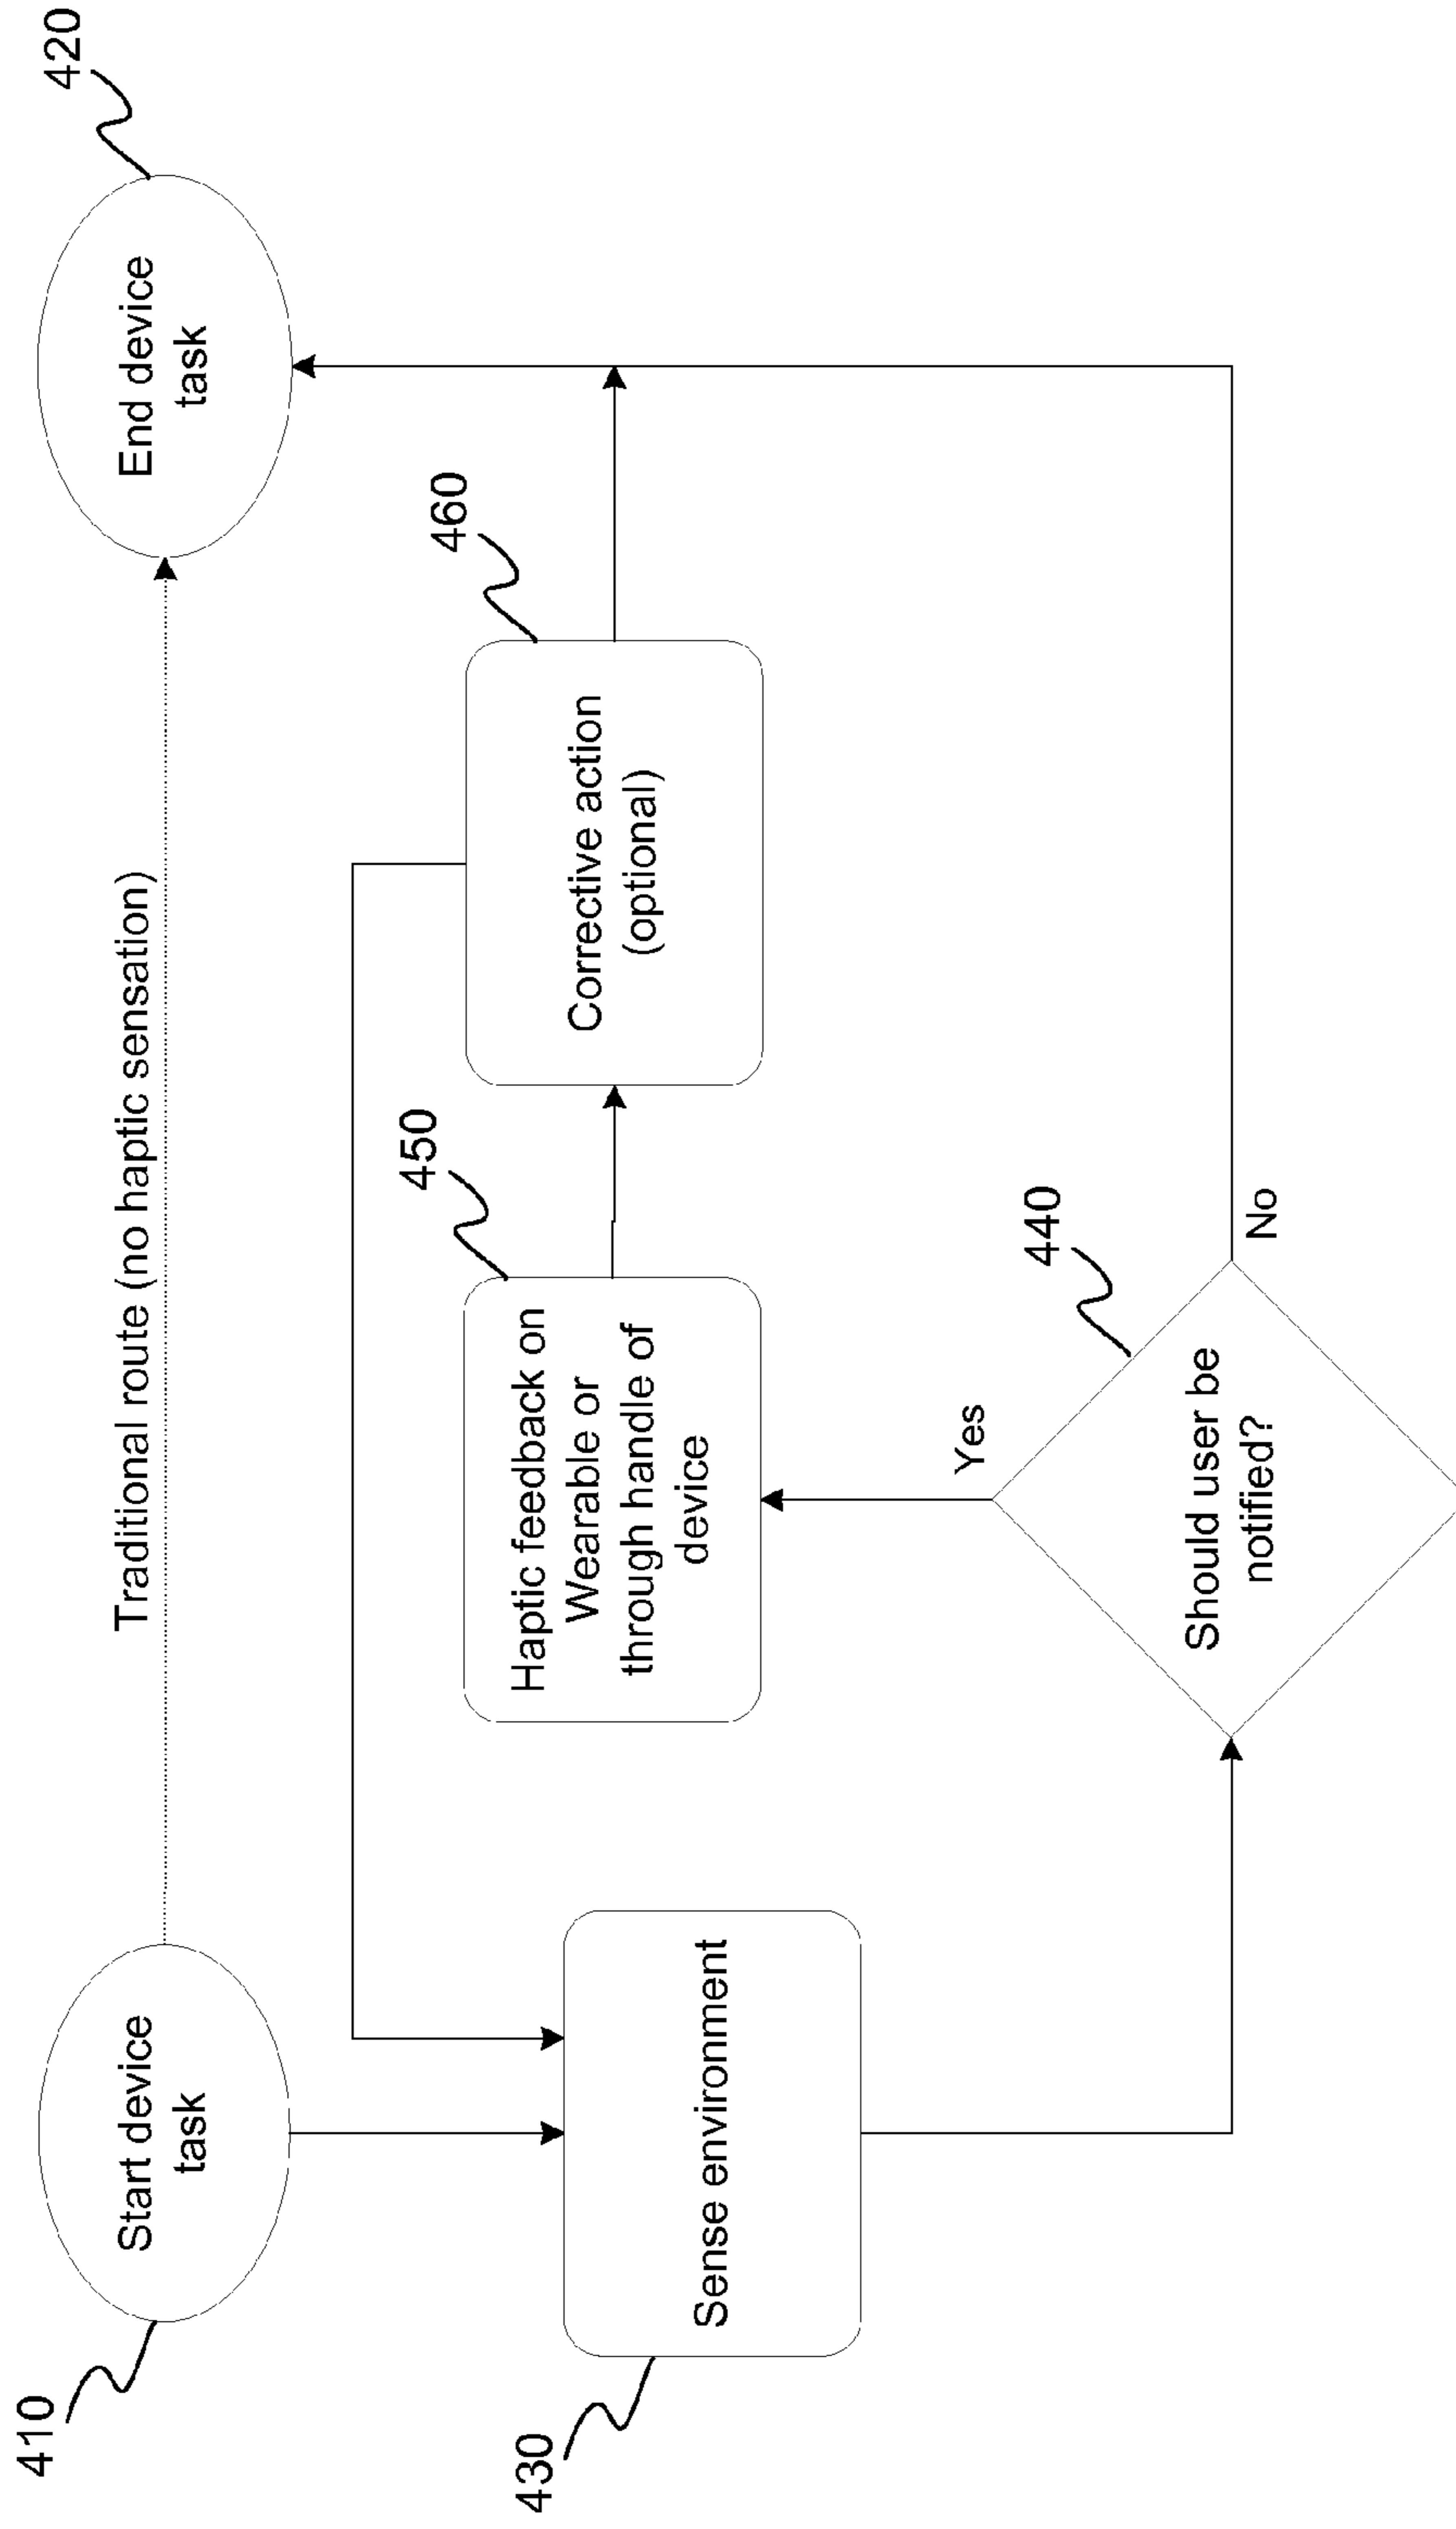 410
Start device
task
Traditional route (no haptic sensation)
420
End device
task
430
Sense environment
440
Should user be
notified?
Yes
No
450
Haptic feedback on
Wearable or
through handle of
device
460
Corrective action
(optional)